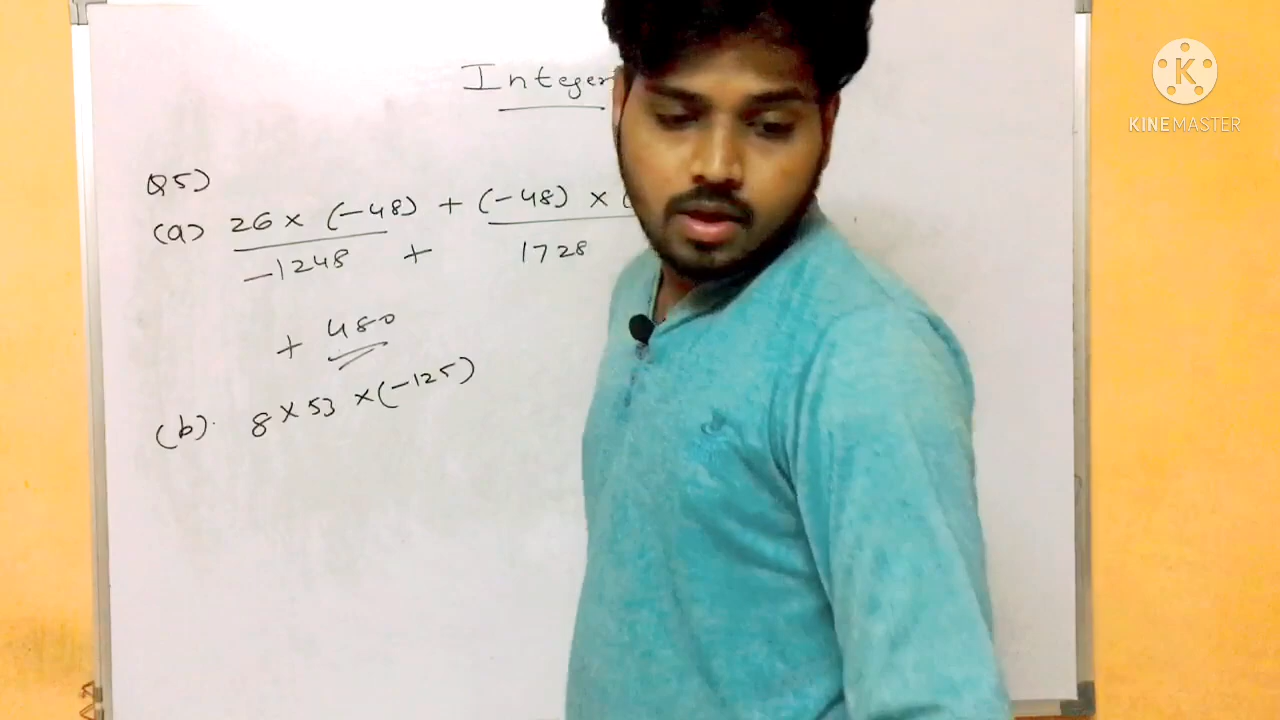 Integer
Q5)
(a) 26 × (-48) + (-48) × (
-1248 + 1728
+ 480
(b). 8 × 53 × (-125)
K
KINEMASTER